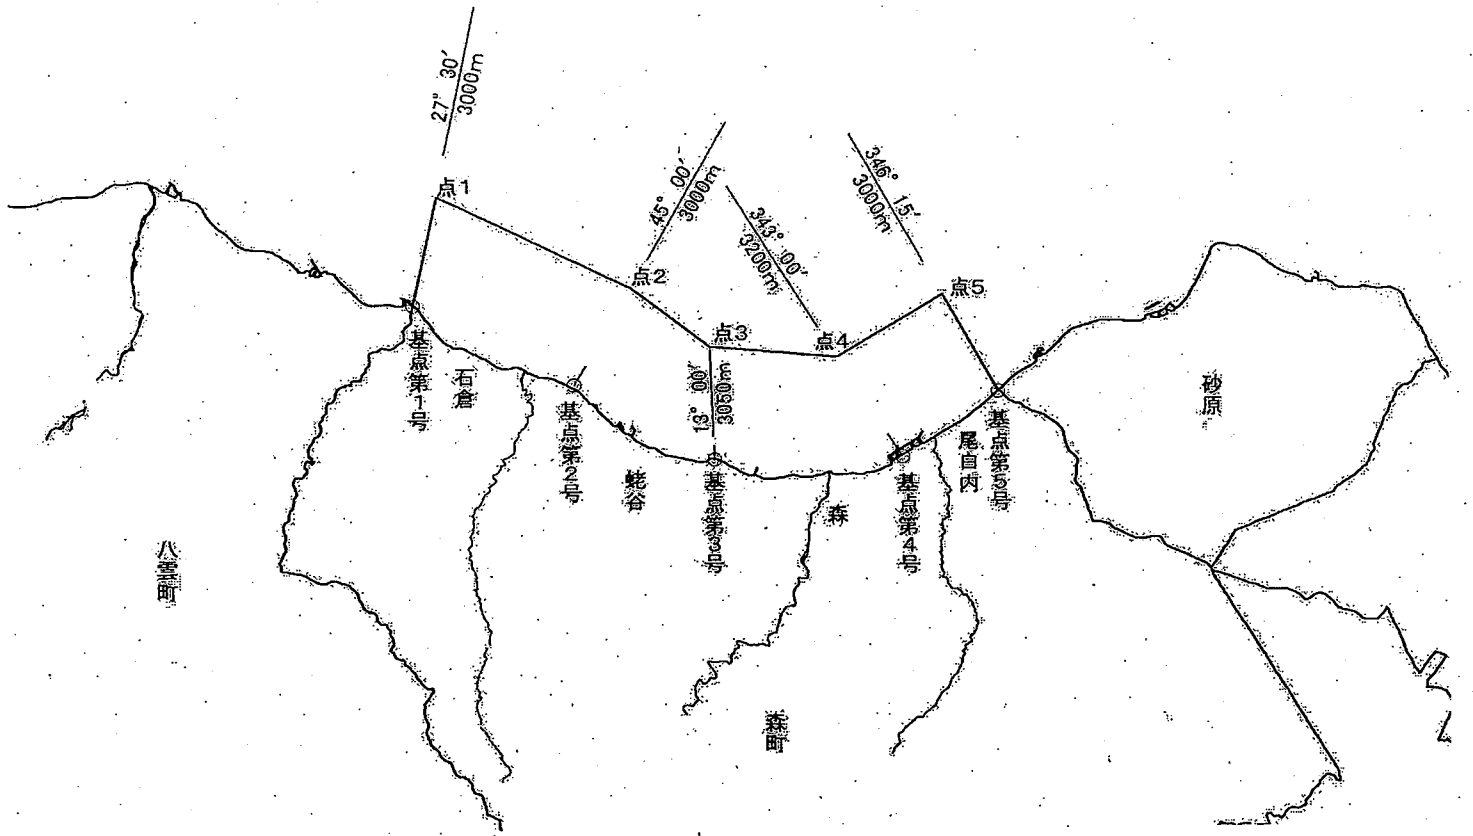 27° 30′
3000m
点1
45° 00′
3000m
点2
343° 00′
3200m
346° 15′
3000m
点3
点4
点5
13° 00′
3050m
基点第1号
石倉
基点第2号
蛯谷
基点第3号
森
基点第4号
尾白内
基点第5号
砂原
八雲町
森町